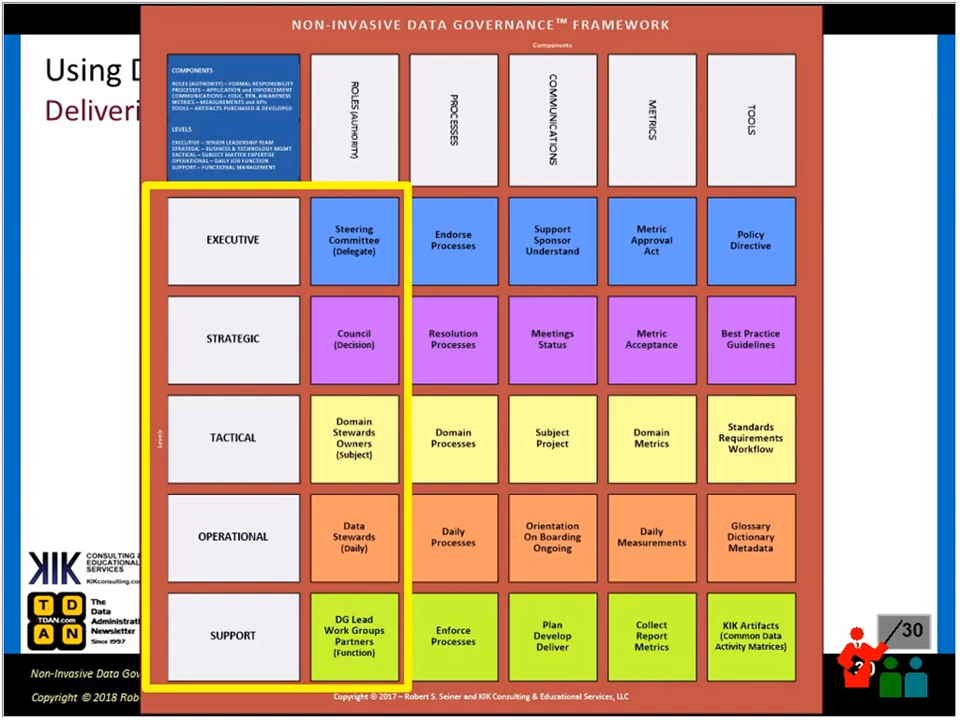 NON-INVASIVE DATA GOVERNANCE™ FRAMEWORK
Components
Using D
Deliveri
COMPONENTS
ROLES (AUTHORITY) – FORMAL RESPONSIBILITY
PROCESSES – APPLICATION and ENFORCEMENT
COMMUNICATIONS – EDUC, TRN, AWARENESS
METRICS – MEASUREMENTS and KPIs
TOOLS – ARTIFACTS PURCHASED & DEVELOPED
LEVELS
EXECUTIVE – SENIOR LEADERSHIP TEAM
STRATEGIC – BUSINESS & TECHNOLOGY MGMT
TACTICAL – SUBJECT MATTER EXPERTISE
OPERATIONAL – DAILY JOB FUNCTION
SUPPORT – FUNCTIONAL MANAGEMENT
ROLES (AUTHORITY)
PROCESSES
COMMUNICATIONS
METRICS
TOOLS
Levels
EXECUTIVE
Steering
Committee
(Delegate)
Endorse
Processes
Support
Sponsor
Understand
Metric
Approval
Act
Policy
Directive
STRATEGIC
Council
(Decision)
Resolution
Processes
Meetings
Status
Metric
Acceptance
Best Practice
Guidelines
TACTICAL
Domain
Stewards
Owners
(Subject)
Domain
Processes
Subject
Project
Domain
Metrics
Standards
Requirements
Workflow
OPERATIONAL
Data
Stewards
(Daily)
Daily
Processes
Orientation
On Boarding
Ongoing
Daily
Measurements
Glossary
Dictionary
Metadata
SUPPORT
DG Lead
Work Groups
Partners
(Function)
Enforce
Processes
Plan
Develop
Deliver
Collect
Report
Metrics
KIK Artifacts
(Common Data
Activity Matrices)
KIK
CONSULTING &
EDUCATIONAL
SERVICES
KIKconsulting.co
T D
TDAN.com
A N
The
Data
Administrati
Newsletter
Since 1997
/30
Non-Invasive Data Gov
Copyright © 2018 Rob
Copyright © 2017 – Robert S. Seiner and KIK Consulting & Educational Services, LLC